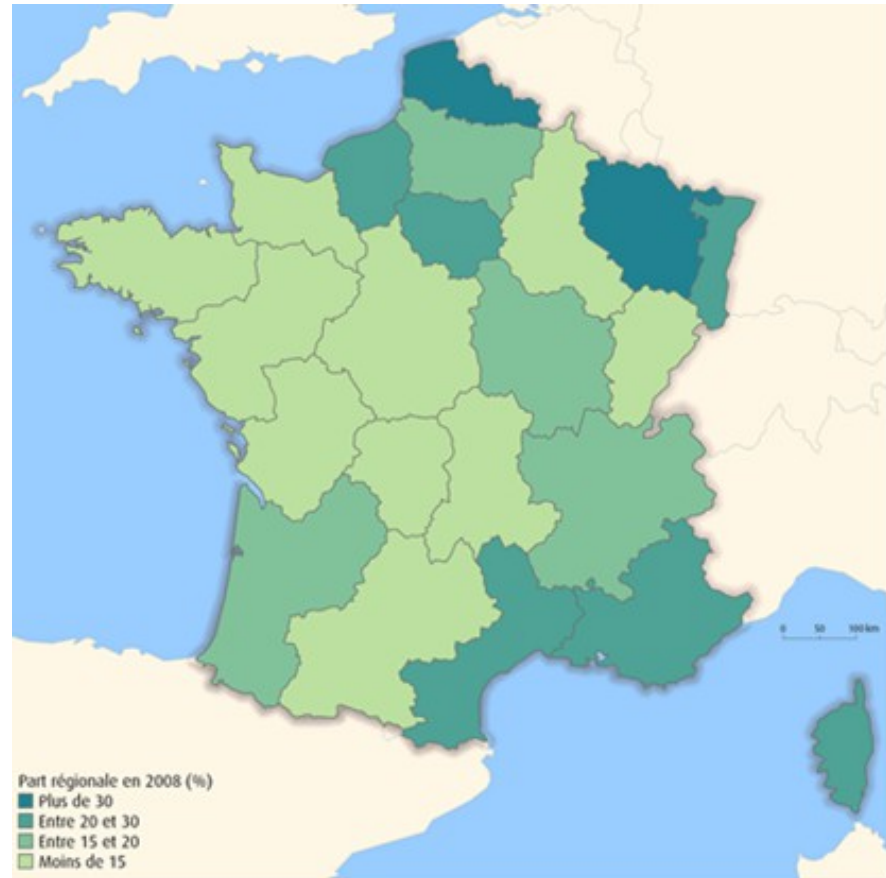 0 50 100 km
Part régionale en 2008 (%)
Plus de 30
Entre 20 et 30
Entre 15 et 20
Moins de 15